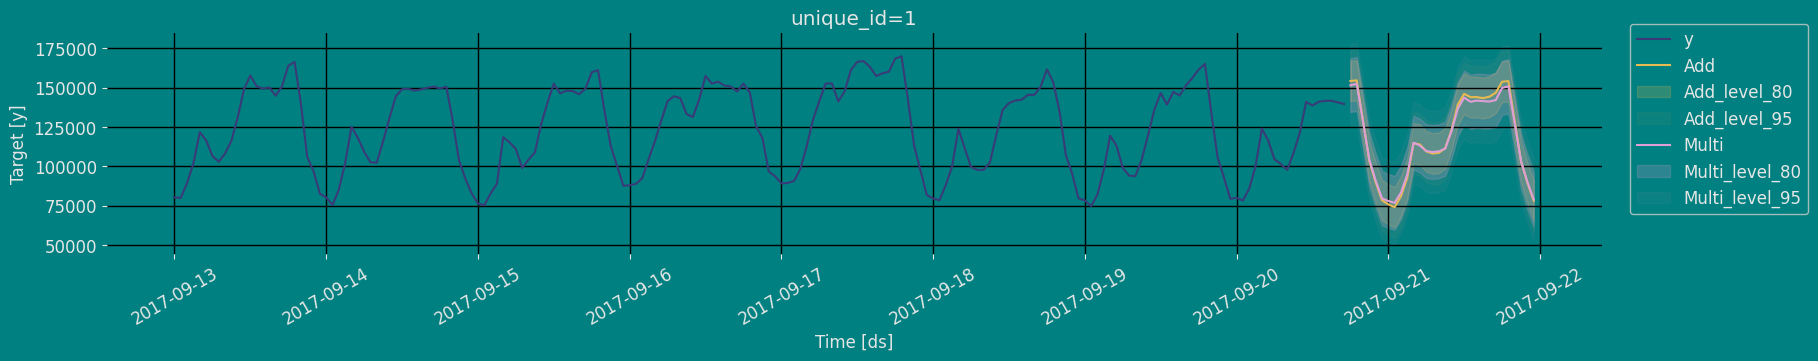 unique_id=1
Target [y]
175000
150000
125000
100000
75000
50000
2017-09-13
2017-09-14
2017-09-15
2017-09-16
2017-09-17
2017-09-18
2017-09-19
2017-09-20
2017-09-21
2017-09-22
Time [ds]
y
Add
Add_level_80
Add_level_95
Multi
Multi_level_80
Multi_level_95